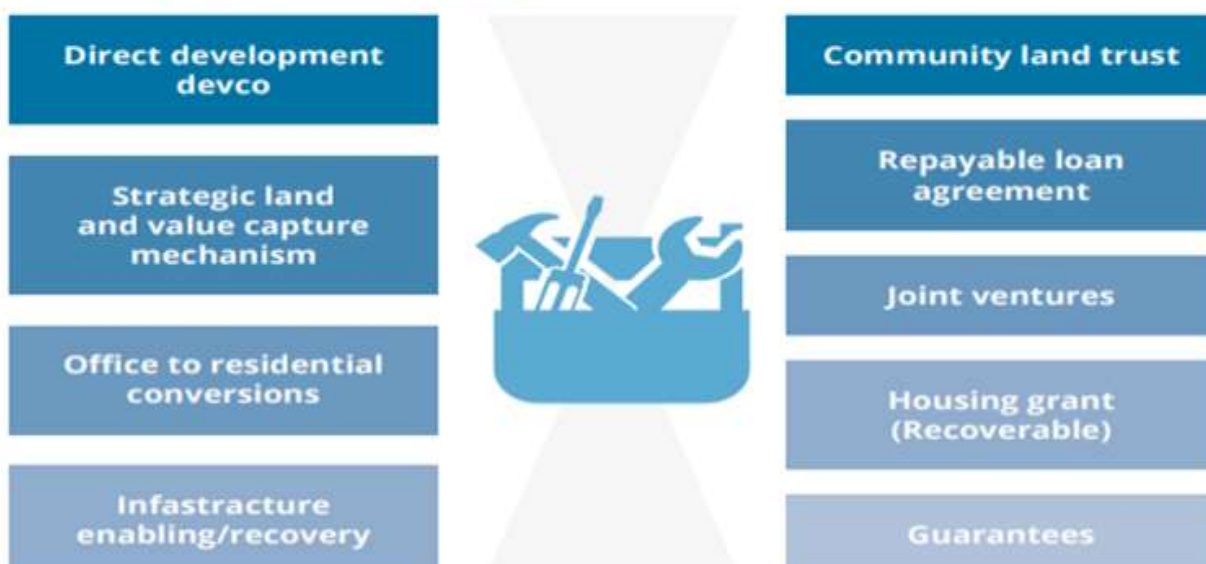 Direct development
devco
Strategic land
and value capture
mechanism
Office to residential
conversions
Infastracture
enabling/recovery
Community land trust
Repayable loan
agreement
Joint ventures
Housing grant
(Recoverable)
Guarantees